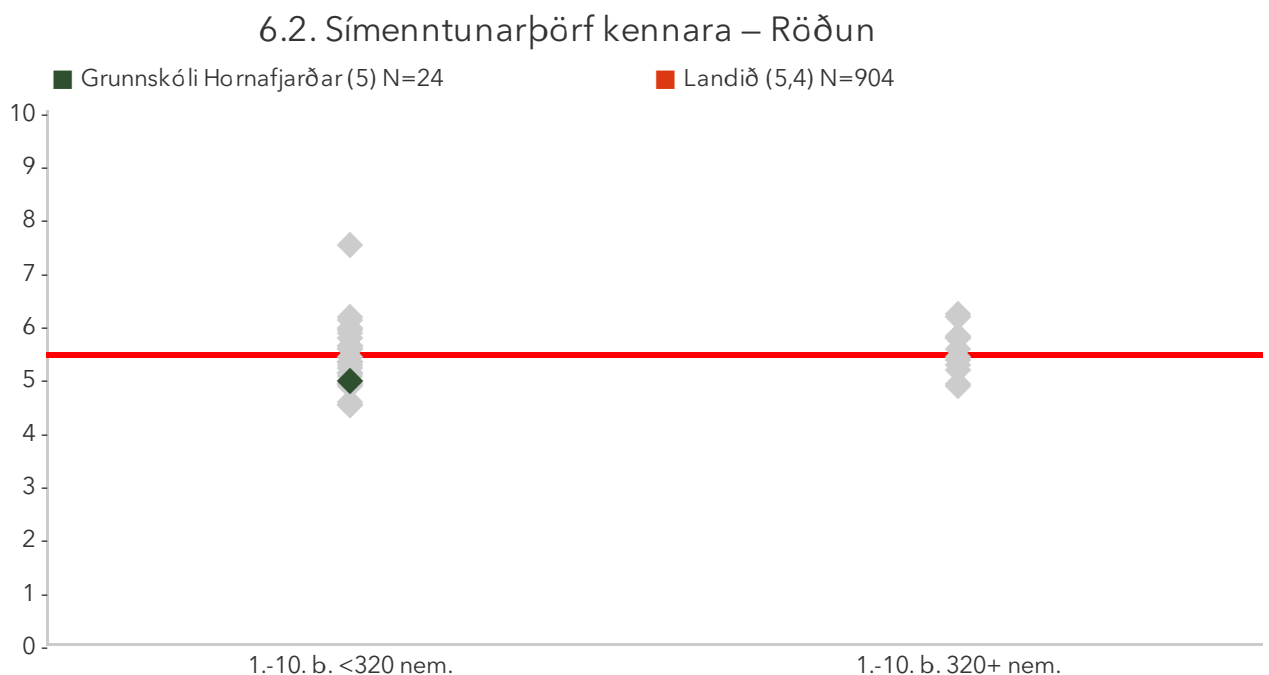 6.2. Símenntunarþörf kennara – Röðun
Grunnskóli Hornafjarðar (5) N=24
Landið (5,4) N=904
10
9
8
7
6
5
4
3
2
1
0
1.-10. b. <320 nem.
1.-10. b. 320+ nem.